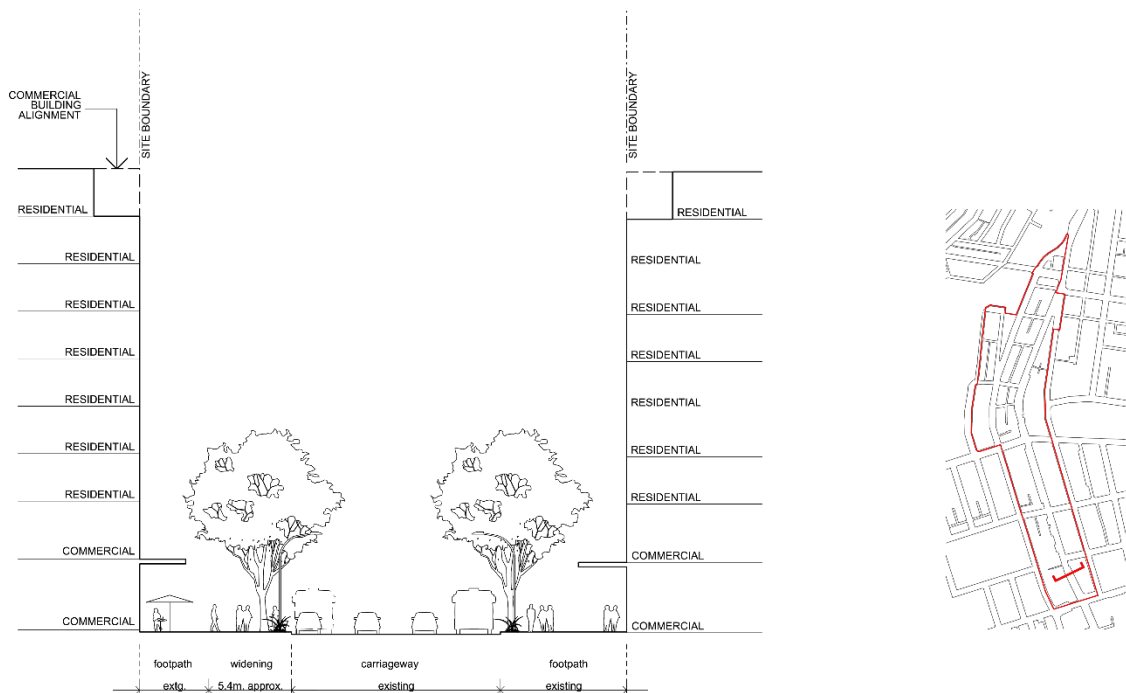 COMMERCIAL
BUILDING
ALIGNMENT
SITE BOUNDARY
SITE BOUNDARY
RESIDENTIAL
RESIDENTIAL
RESIDENTIAL
RESIDENTIAL
RESIDENTIAL
RESIDENTIAL
RESIDENTIAL
COMMERCIAL
COMMERCIAL
RESIDENTIAL
RESIDENTIAL
RESIDENTIAL
RESIDENTIAL
RESIDENTIAL
RESIDENTIAL
RESIDENTIAL
COMMERCIAL
COMMERCIAL
footpath
extg.
widening
5.4m. approx.
carriageway
existing
footpath
existing